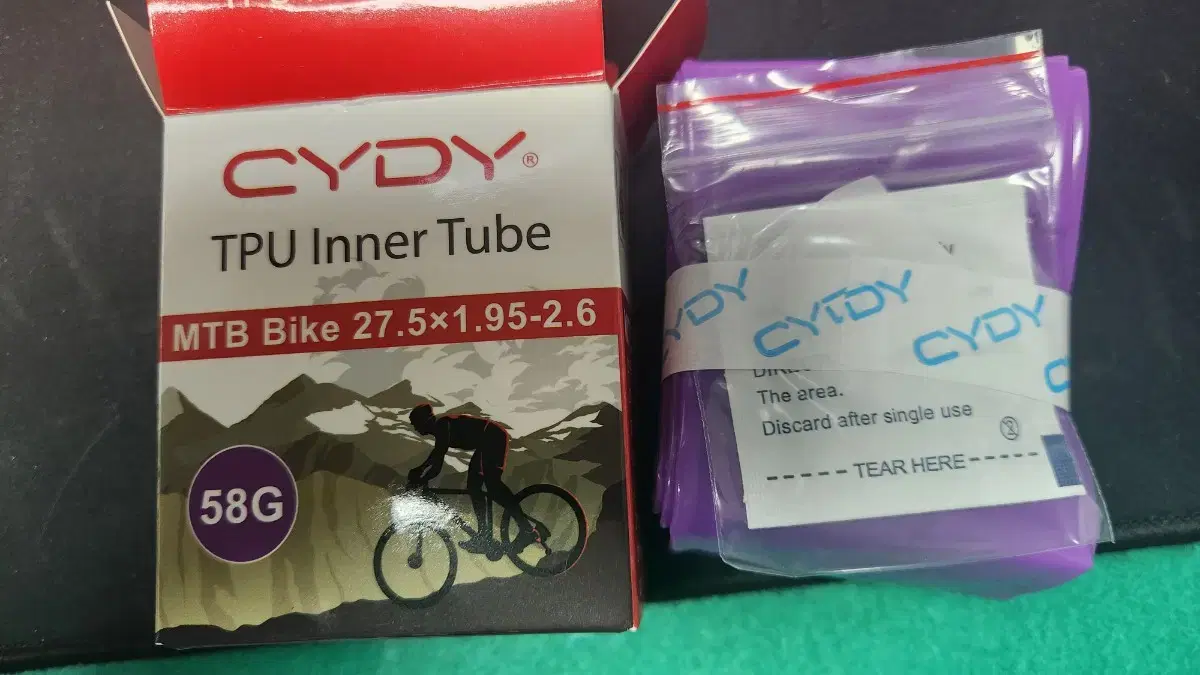 CYDY®
TPU Inner Tube
MTB Bike 27.5×1.95-2.6
58G
CYDY CYDY CYDY
The area.
Discard after single use
-----TEAR HERE-----